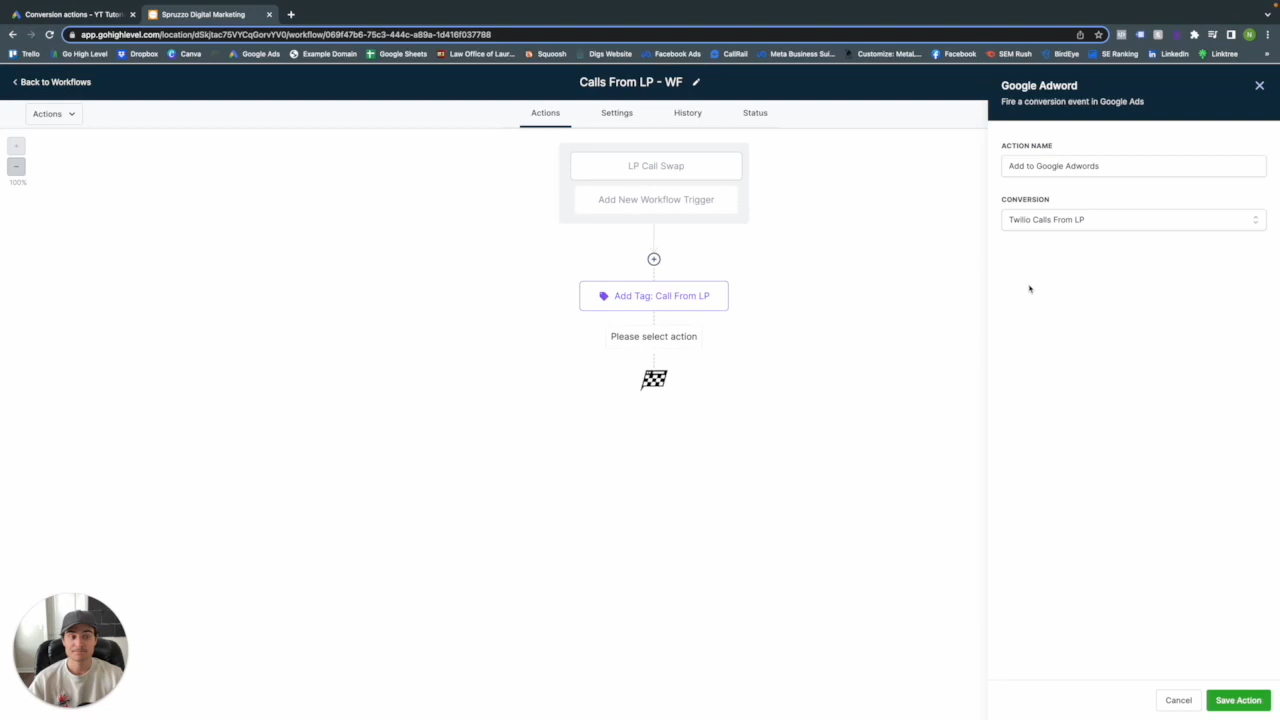 Conversion actions - YT Tutori
Spruzzo Digital Marketing
app.gohighlevel.com/location/dSkjtac75VYCqGorvYV0/workflow/069f47b6-75c3-444c-a89a-1d416f037788
Trello
Go High Level
Dropbox
Canva
Google Ads
Example Domain
Google Sheets
Law Office of Laur...
Squoosh
Digs Website
Facebook Ads
CallRail
Meta Business Sui...
Customize: MetaL...
Facebook
SEM Rush
BirdEye
SE Ranking
LinkedIn
Linktree
»
Back to Workflows
Calls From LP - WF
Google Adword
Fire a conversion event in Google Ads
Actions
Actions
Settings
History
Status
100%
LP Call Swap
Add New Workflow Trigger
Add Tag: Call From LP
Please select action
ACTION NAME
Add to Google Adwords
CONVERSION
Twilio Calls From LP
Cancel
Save Action